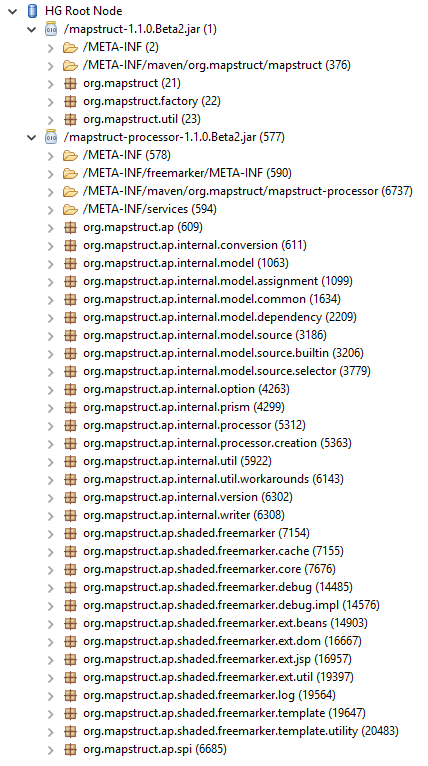 HG Root Node
/mapstruct-1.1.0.Beta2.jar (1)
/META-INF (2)
/META-INF/maven/org.mapstruct/mapstruct (376)
org.mapstruct (21)
org.mapstruct.factory (22)
org.mapstruct.util (23)
/mapstruct-processor-1.1.0.Beta2.jar (577)
/META-INF (578)
/META-INF/freemarker/META-INF (590)
/META-INF/maven/org.mapstruct/mapstruct-processor (6737)
/META-INF/services (594)
org.mapstruct.ap (609)
org.mapstruct.ap.internal.conversion (611)
org.mapstruct.ap.internal.model (1063)
org.mapstruct.ap.internal.model.assignment (1099)
org.mapstruct.ap.internal.model.common (1634)
org.mapstruct.ap.internal.model.dependency (2209)
org.mapstruct.ap.internal.model.source (3186)
org.mapstruct.ap.internal.model.source.builtin (3206)
org.mapstruct.ap.internal.model.source.selector (3779)
org.mapstruct.ap.internal.option (4263)
org.mapstruct.ap.internal.prism (4299)
org.mapstruct.ap.internal.processor (5312)
org.mapstruct.ap.internal.processor.creation (5363)
org.mapstruct.ap.internal.util (5922)
org.mapstruct.ap.internal.util.workarounds (6143)
org.mapstruct.ap.internal.version (6302)
org.mapstruct.ap.internal.writer (6308)
org.mapstruct.ap.shaded.freemarker (7154)
org.mapstruct.ap.shaded.freemarker.cache (7155)
org.mapstruct.ap.shaded.freemarker.core (7676)
org.mapstruct.ap.shaded.freemarker.debug (14485)
org.mapstruct.ap.shaded.freemarker.debug.impl (14576)
org.mapstruct.ap.shaded.freemarker.ext.beans (14903)
org.mapstruct.ap.shaded.freemarker.ext.dom (16667)
org.mapstruct.ap.shaded.freemarker.ext.jsp (16957)
org.mapstruct.ap.shaded.freemarker.ext.util (19397)
org.mapstruct.ap.shaded.freemarker.log (19564)
org.mapstruct.ap.shaded.freemarker.template (19647)
org.mapstruct.ap.shaded.freemarker.template.utility (20483)
org.mapstruct.ap.spi (6685)